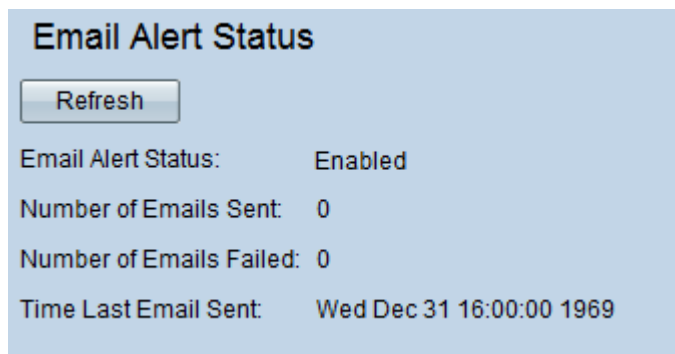 Email Alert Status
Refresh
Email Alert Status: Enabled
Number of Emails Sent: 0
Number of Emails Failed: 0
Time Last Email Sent: Wed Dec 31 16:00:00 1969